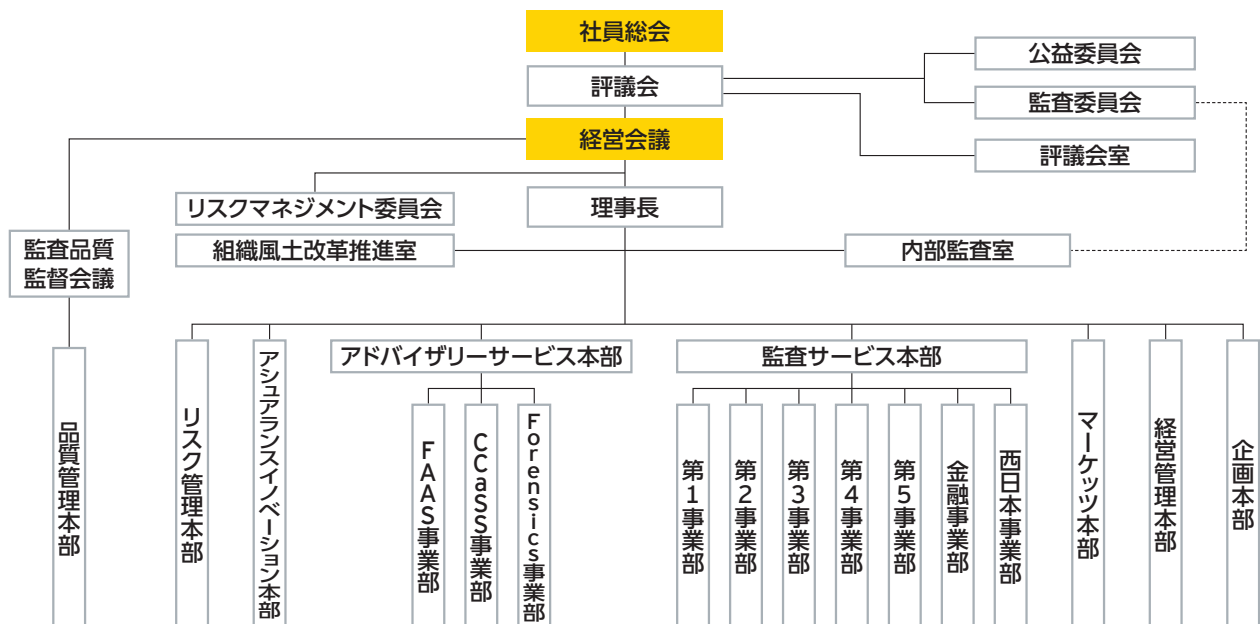 社員総会
評議会
公益委員会
監査委員会
評議会室
経営会議
リスクマネジメント委員会
理事長
監査品質
監督会議
組織風土改革推進室
内部監査室
品質管理本部
リスク管理本部
アシュアランスイノベーション本部
アドバイザリーサービス本部
FAAS事業部
CCaSS事業部
Forensics事業部
監査サービス本部
第1事業部
第2事業部
第3事業部
第4事業部
第5事業部
金融事業部
西日本事業部
マーケッツ本部
経営管理本部
企画本部